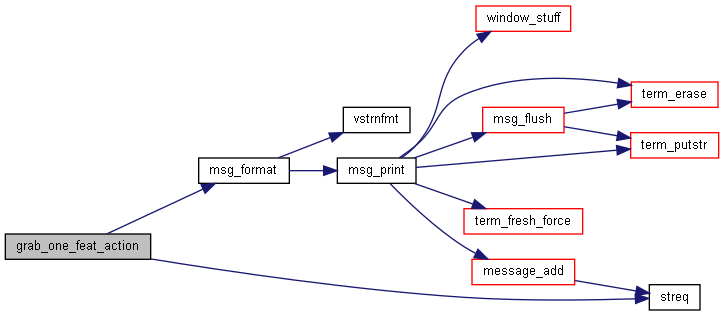 window_stuff
term_erase
vstrnfmt
msg_flush
term_putstr
msg_format
msg_print
term_fresh_force
grab_one_feat_action
message_add
streq